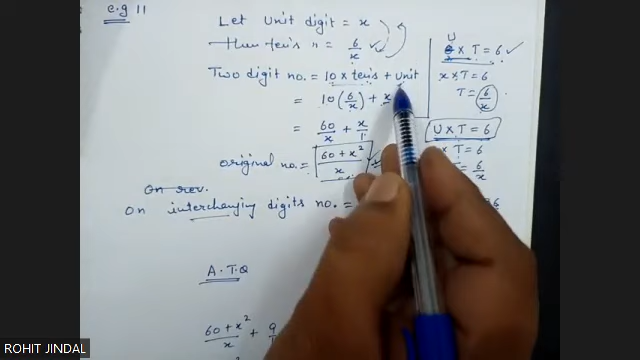 e.g 11
Let unit digit = x
Then ten's " = 6/x
Two digit no. = 10 x ten's + unit
= 10(6/x) + x
= 60/x + x/1
original no. = 60 + x²/x
On rev.
On interchanging digits no. =
A.T.Q
60 + x²/x + 9
U
x T = 6
x x T = 6
T = 6/x
U x T = 6
x T = 6
= 6/x
ROHIT JINDAL